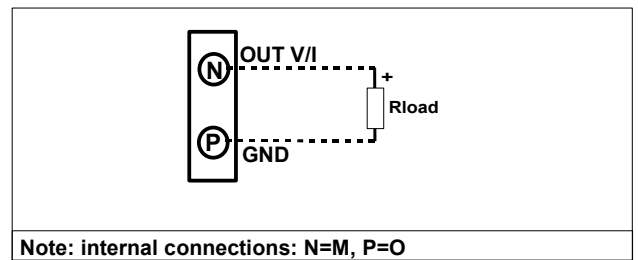 N OUT V/I
+
Rload
P GND
Note: internal connections: N=M, P=O